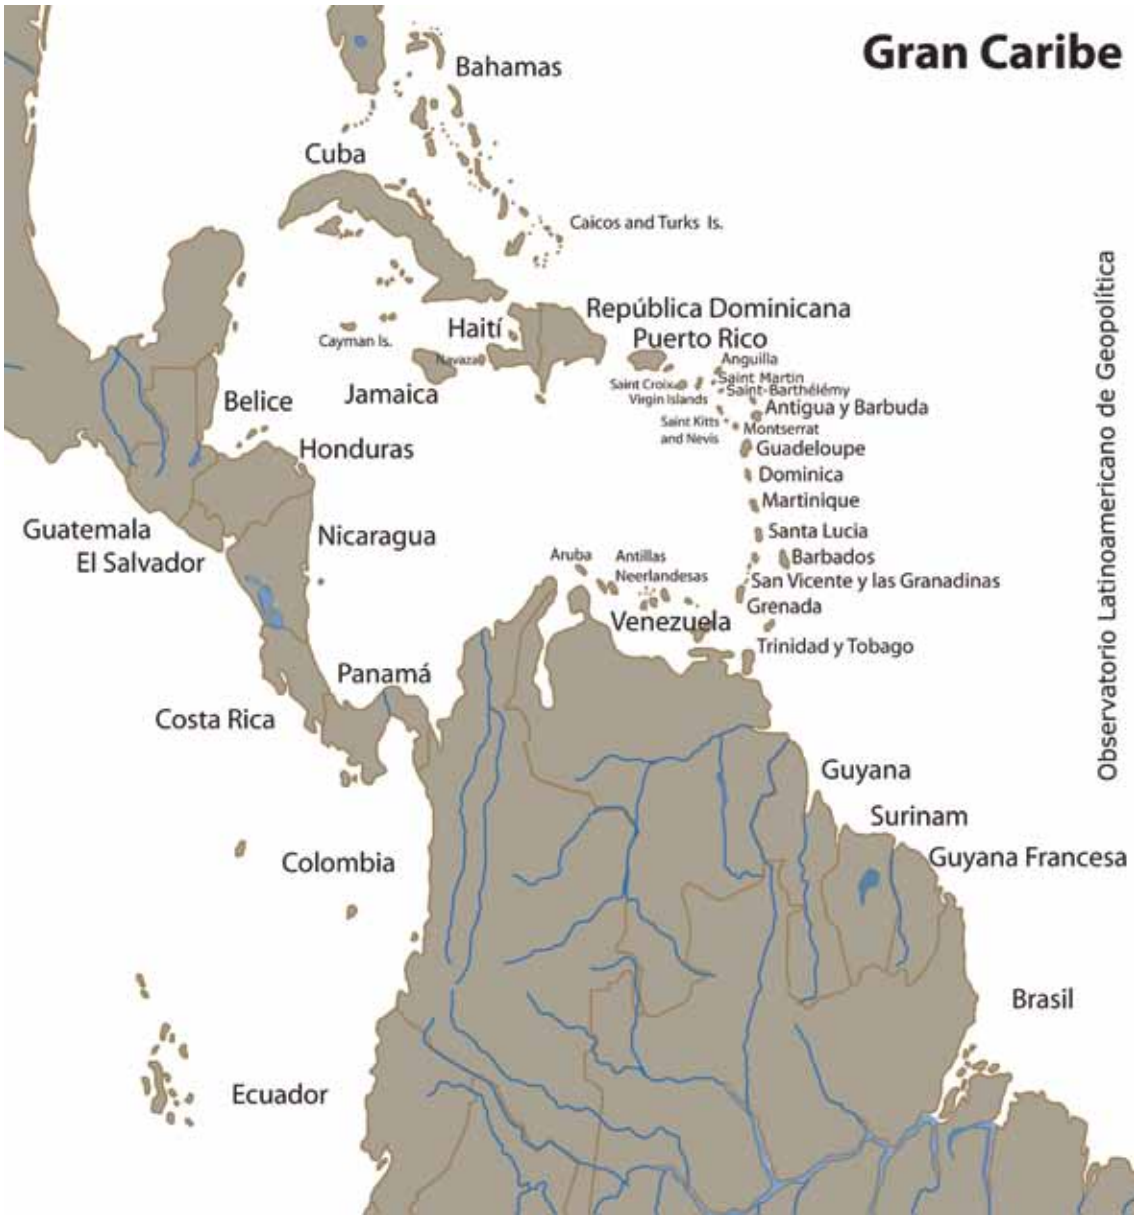 Gran Caribe
Bahamas
Cuba
Caicos and Turks Is.
República Dominicana
Haití
Puerto Rico
Cayman Is.
Navaza
Anguilla
Saint Martin
Saint Croix
Saint-Barthélémy
Virgin Islands
Jamaica
Belice
Antigua y Barbuda
Saint Kitts
and Nevis
Montserrat
Honduras
Guadeloupe
Dominica
Martinique
Guatemala
Nicaragua
Santa Lucia
El Salvador
Aruba
Antillas
Neerlandesas
Barbados
San Vicente y las Granadinas
Grenada
Venezuela
Trinidad y Tobago
Panamá
Costa Rica
Guyana
Surinam
Colombia
Guyana Francesa
Brasil
Ecuador
Observatorio Latinoamericano de Geopolítica